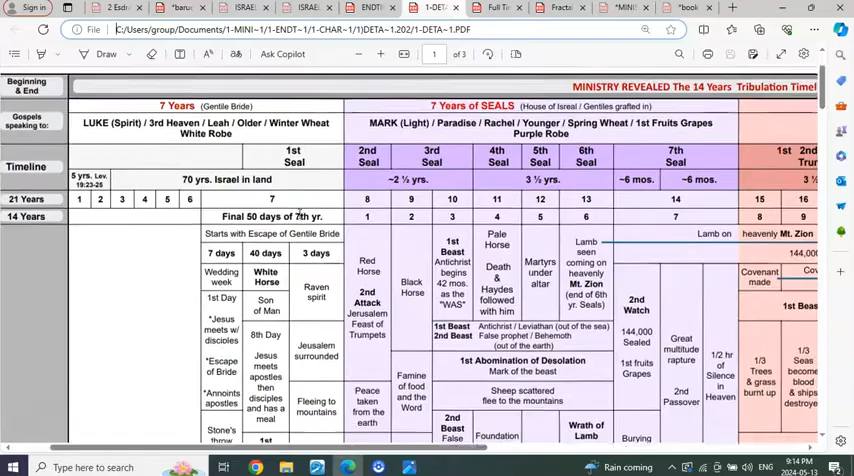 Sign in
2 Esdr
*baruc
ISRAEL
ISRAEL
ENDTI
1-DETA~1.PDF
Full Tim
Fractal
*MINIS
*book
File
C:/Users/group/Documents/1-MINI~1/1-ENDT~1/1-CHAR~1/1)DETA~1.202/1-DETA~1.PDF
Draw
Ask Copilot
1
of 3
Beginning
& End
MINISTRY REVEALED The 14 Years Tribulation Timel
Gospels
speaking to:
7 Years (Gentile Bride)
7 Years of SEALS (House of Isreal / Gentiles grafted in)
LUKE (Spirit) / 3rd Heaven / Leah / Older / Winter Wheat
White Robe
MARK (Light) / Paradise / Rachel / Younger / Spring Wheat / 1st Fruits Grapes
Purple Robe
Timeline
1st
Seal
2nd
Seal
3rd
Seal
4th
Seal
5th
Seal
6th
Seal
7th
Seal
1st 2nd
Trum
5 yrs. Lev.
19:23-25
70 yrs. Israel in land
~2 ½ yrs.
3 ½ yrs.
~6 mos.
~6 mos.
3 ½
21 Years
1 2 3 4 5 6 7 8 9 10 11 12 13 14 15 16
14 Years
Final 50 days of 7th yr.
1 2 3 4 5 6 7 8 9
Starts with Escape of Gentile Bride
7 days
40 days
3 days
Wedding
week
1st Day
*Jesus
meets w/
disciples
*Escape
of Bride
*Annoints
apostles
Stone's
throw
White
Horse
Son
of Man
8th Day
Jesus
meets
apostles
then
disciples
and has a
meal
1st
Raven
spirit
Jeusalem
surrounded
Fleeing to
mountains
Red
Horse
2nd
Attack
Jerusalem
Feast of
Trumpets
Peace
taken
from the
earth
Black
Horse
Famine
of food
and the
Word
1st
Beast
Antichrist
begins
42 mos.
as the
"WAS"
Pale
Horse
Death
&
Haydes
followed
with him
Martyrs
under
altar
Lamb
seen
coming on
heavenly
Mt. Zion
(end of 6th
yr. Seals)
1st Beast Antichrist / Leviathan (out of the sea)
2nd Beast False prophet / Behemoth
(out of the earth)
1st Abomination of Desolation
Mark of the beast
Sheep scattered
flee to the mountains
2nd
Beast
False
Foundation
Wrath of
Lamb
Lamb on heavenly Mt. Zion
144,000
2nd
Watch
144,000
Sealed
1st fruits
Grapes
Burying
Great
multitude
rapture
2nd
Passover
1/2 hr
of
Silence
in
Heaven
Covenant
made
1st Beas
1/3
Trees
& grass
burnt up
1/3
Seas
become
blood
& ships
destroye
Type here to search
Rain coming
ENG
9:14 PM
2024-05-13